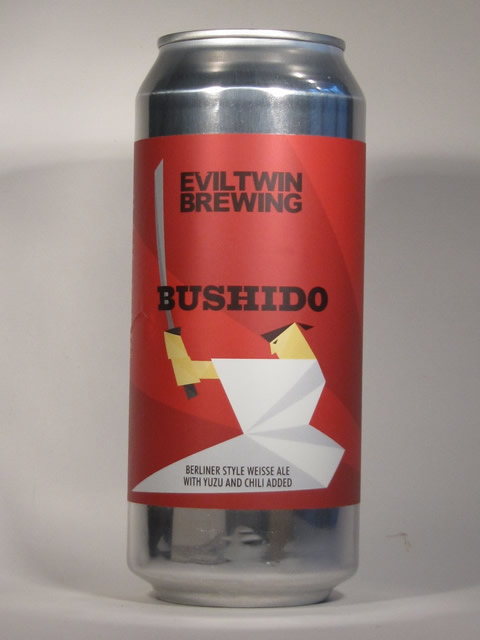 EVILTWIN
BREWING
BUSHIDO
BERLINER STYLE WEISSE ALE
WITH YUZU AND CHILI ADDED